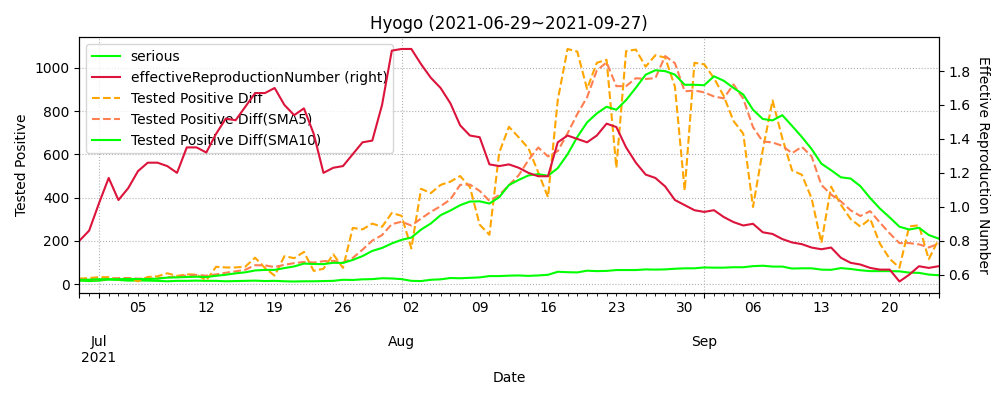 Hyogo (2021-06-29~2021-09-27)
serious
effectiveReproductionNumber (right)
Tested Positive Diff
Tested Positive Diff(SMA5)
Tested Positive Diff(SMA10)
Tested Positive
1000
800
600
400
200
0
Effective Reproduction Number
1.8
1.6
1.4
1.2
1.0
0.8
0.6
05 12 19 26 02 09 16 23 30 06 13 20
Jul Aug Sep
2021
Date